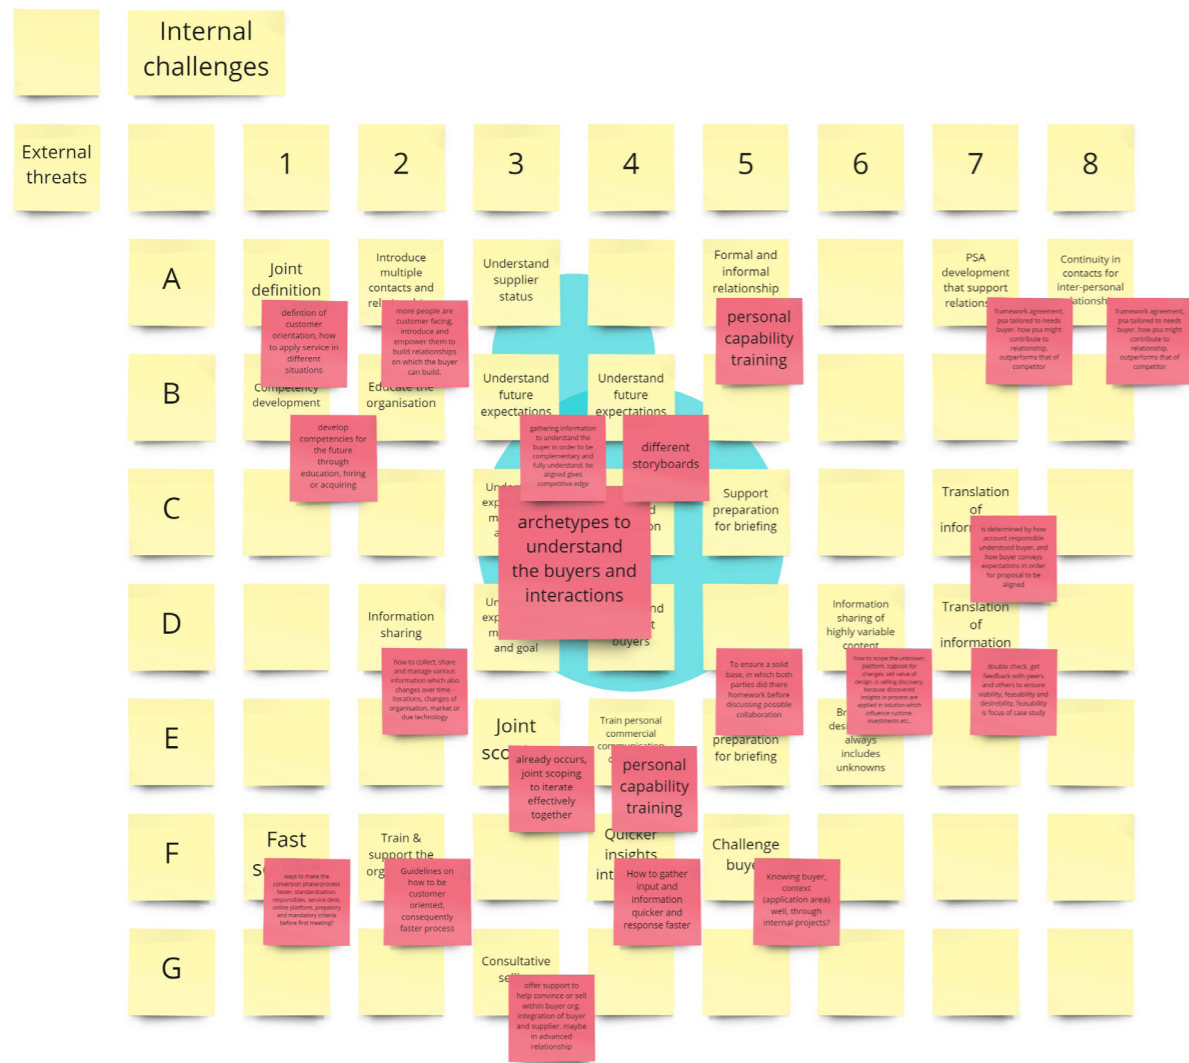 Internal
challenges
External
threats
1
2
3
4
5
6
7
8
A
Joint
definition
Introduce
multiple
contacts and
Understand
supplier
status
Formal and
informal
relationship
PSA
development
that support
Continuity in
contacts for
inter-personal
defintion of
customer
orientation, how
to apply service in
different
situations
more people are
customer facing,
introduce and
empower them to
build relationships
on which the buyer
can build.
personal
capability
training
framework agreement,
psa tailored to needs
buyer. how psa might
contribute to
relationship,
outperforms that of
competitor
framework agreement,
psa tailored to needs
buyer. how psa might
contribute to
relationship,
outperforms that of
competitor
B
Competency
development
Educate the
organisation
Understand
future
expectations
Understand
future
expectations
develop
competencies for
the future
through
education, hiring
or acquiring
gathering information
to understand the
buyer in order to be
complementary and
fully understand. be
aligned gives
competitive edge
different
storyboards
C
archetypes to
understand
the buyers and
interactions
Support
preparation
for briefing
Translation
of
is determined by how
account responsible
understood buyer, and
how buyer conveys
expectations in order
for proposal to be
aligned
D
Information
sharing
and goal
buyers
Information
sharing of
highly variable
content
Translation
of
information
how to collect, share
and manage various
information which also
changes over time -
iterations, changes of
organisation, market or
due technology
To ensure a solid
base, in which both
parties did there
homework before
discussing possible
collaboration
how to scope the unknown;
platform, logbook for
changes, sell value of
design. is selling discovery,
because discovered
insights in process are
applied in solution which
influence runtime,
investments etc..
double check, get
feedback with peers
and others to ensure
viability, feasability and
desirebility, feasability
is focus of case study
E
Joint
Train personal
commercial
preparation
for briefing
always
includes
unknowns
already occurs,
joint scoping
to iterate
effectively
together
personal
capability
training
F
Fast
Train &
support the
Quicker
insights
Challenge
ways to make the
conversion phase/process
faster: standardisation,
responsibles, service desk,
online platform, prepatory
and mandatory criteria
before first meeting?
Guidelines on
how to be
customer
oriented,
consequently
faster process
How to gather
input and
information
quicker and
response faster
Knowing buyer,
context
(application area)
well, through
internal projects?
G
Consultative
offer support to
help convince or sell
within buyer org.
integration of buyer
and supplier. maybe
in advanced
relationship